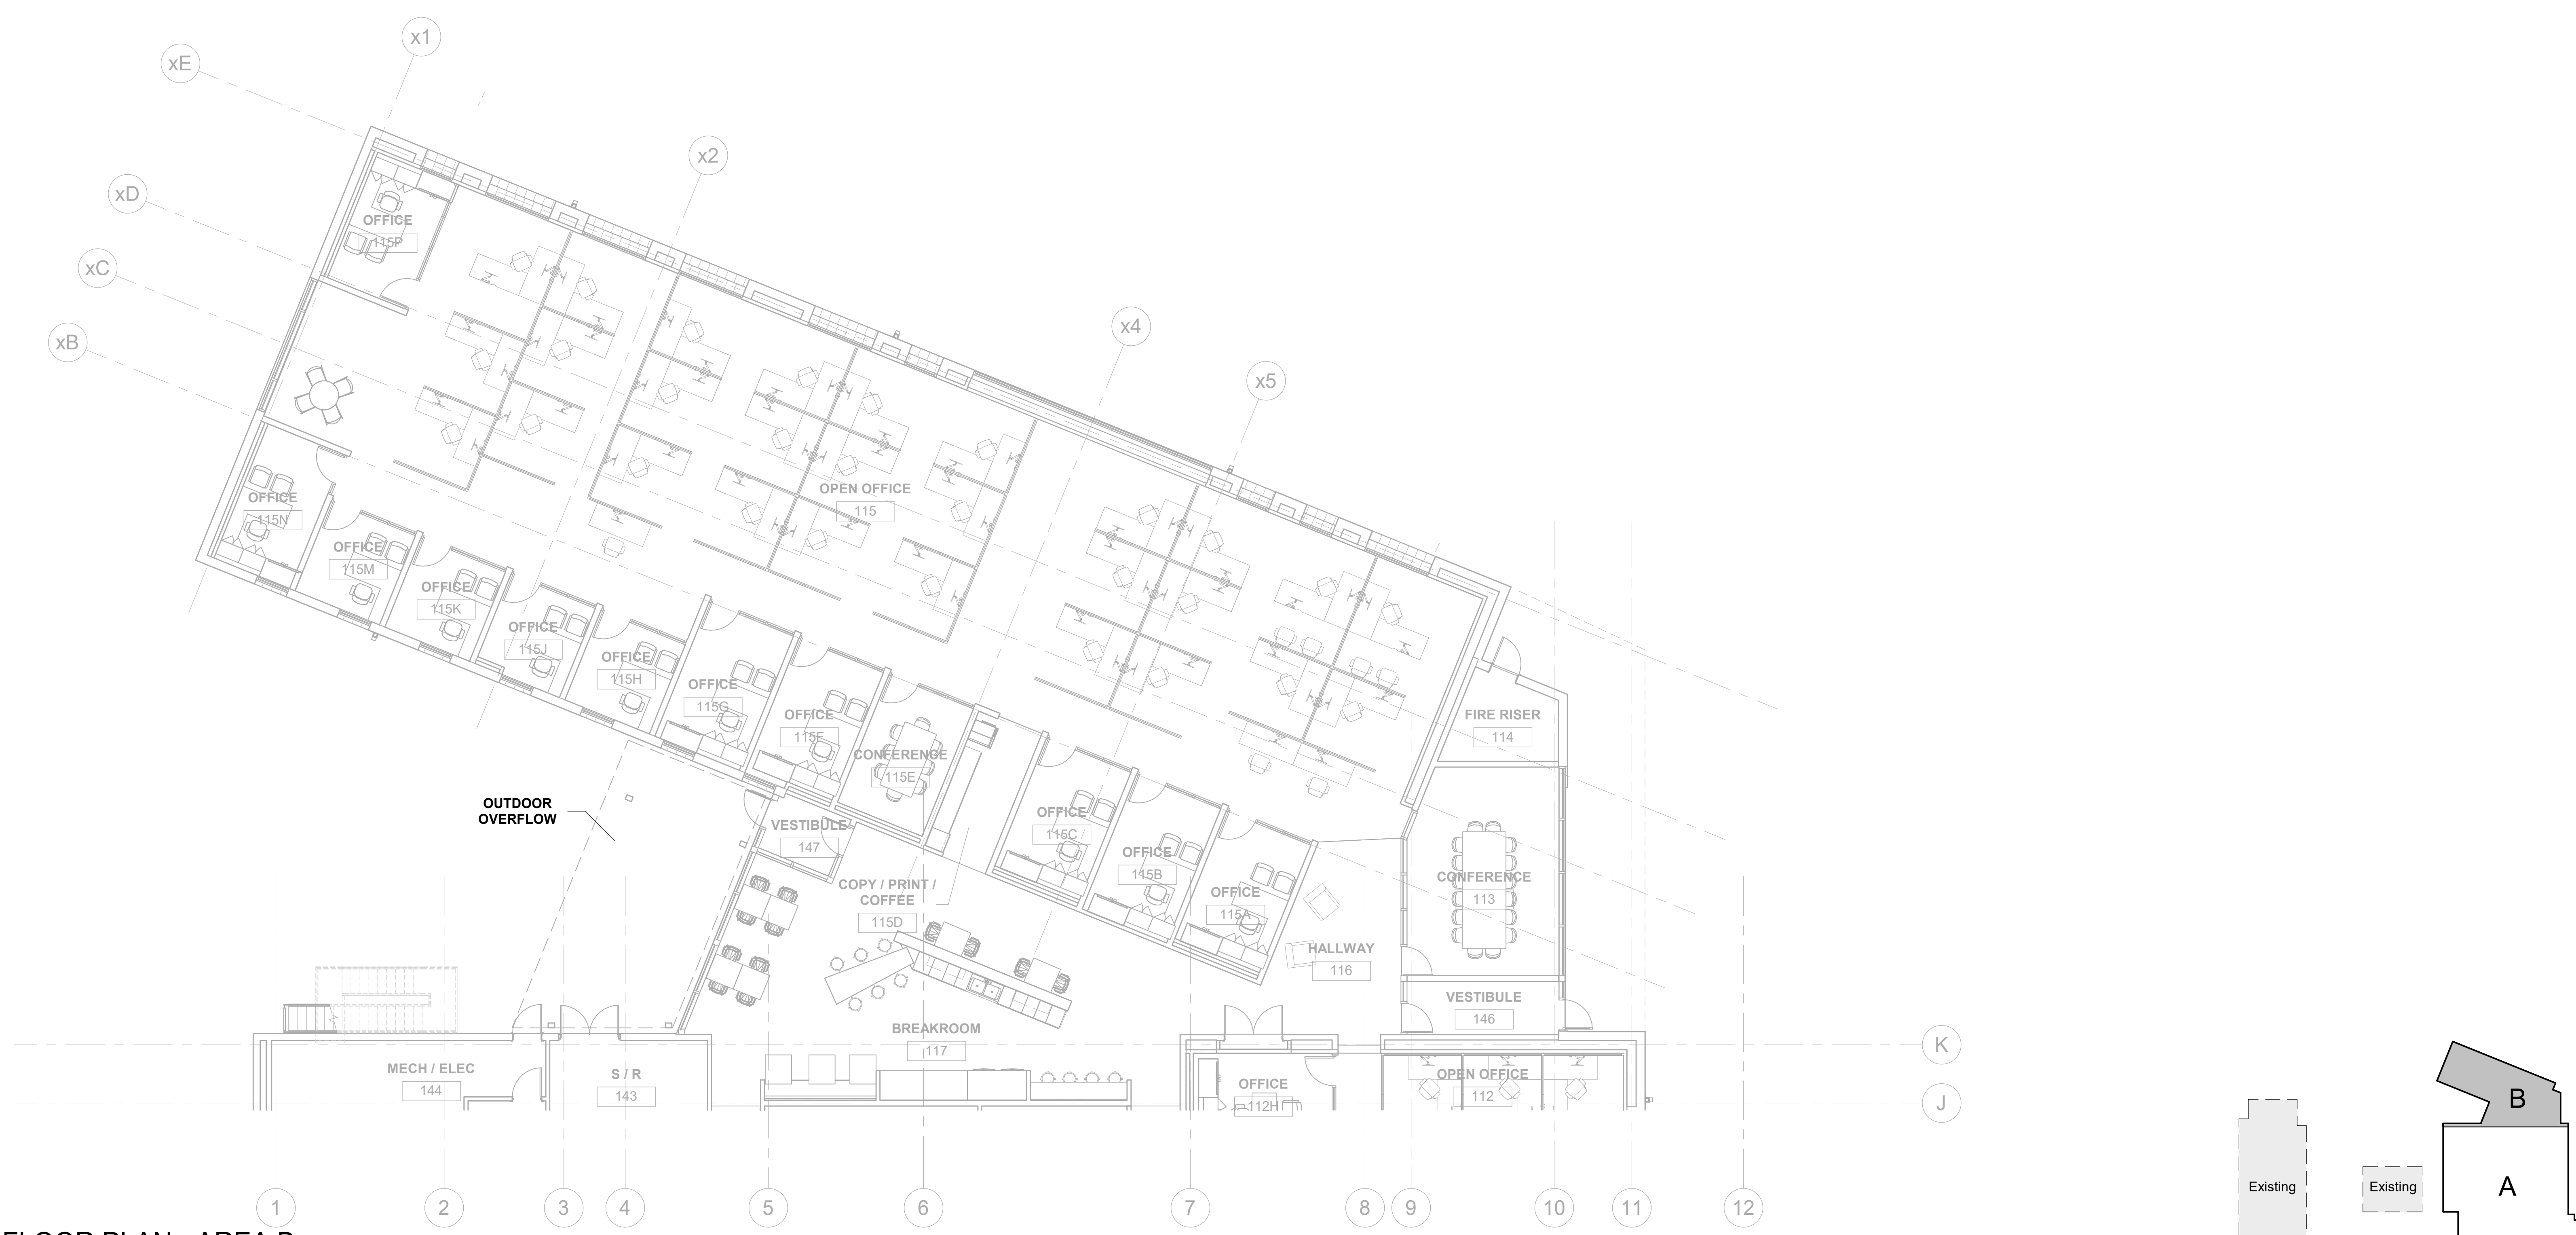 x1
xE
x2
xD
xC
xB
x4
x5
OFFICE
115P
OPEN OFFICE
115
OFFICE
115N
OFFICE
115M
OFFICE
115K
OFFICE
115J
OFFICE
115H
OFFICE
115G
OFFICE
115F
CONFERENCE
115E
FIRE RISER
114
OUTDOOR
OVERFLOW
VESTIBULE
147
OFFICE
115C
OFFICE
115B
OFFICE
115A
CONFERENCE
113
COPY / PRINT /
COFFEE
115D
HALLWAY
116
VESTIBULE
146
BREAKROOM
117
MECH / ELEC
144
S / R
143
OFFICE
112H
OPEN OFFICE
112
K
J
1
2
3
4
5
6
7
8
9
10
11
12
FLOOR PLAN - AREA B
B
A
Existing
Existing